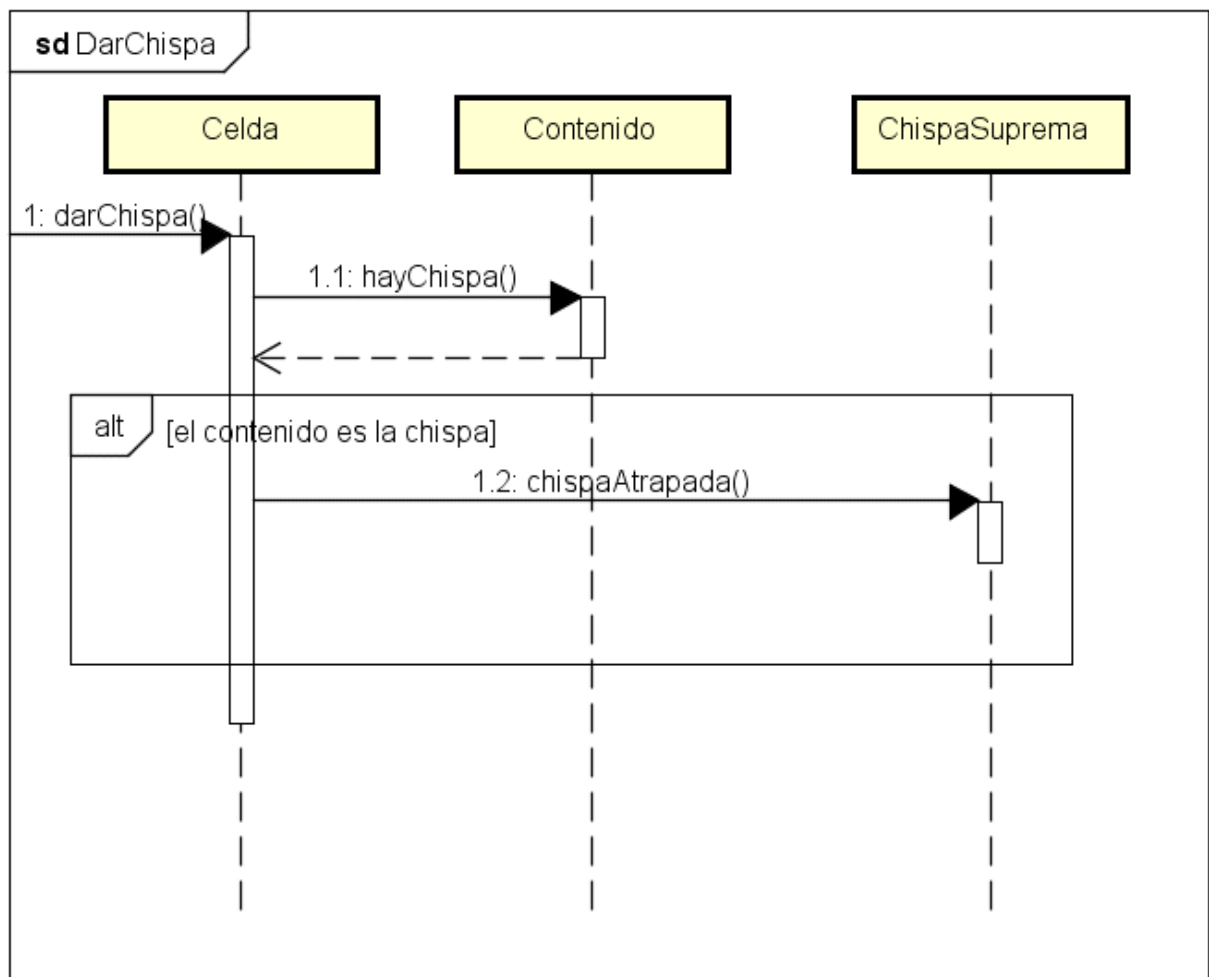 sd DarChispa
Celda
Contenido
ChispaSuprema
1: darChispa()
1.1: hayChispa()
alt
[el contenido es la chispa]
1.2: chispaAtrapada()